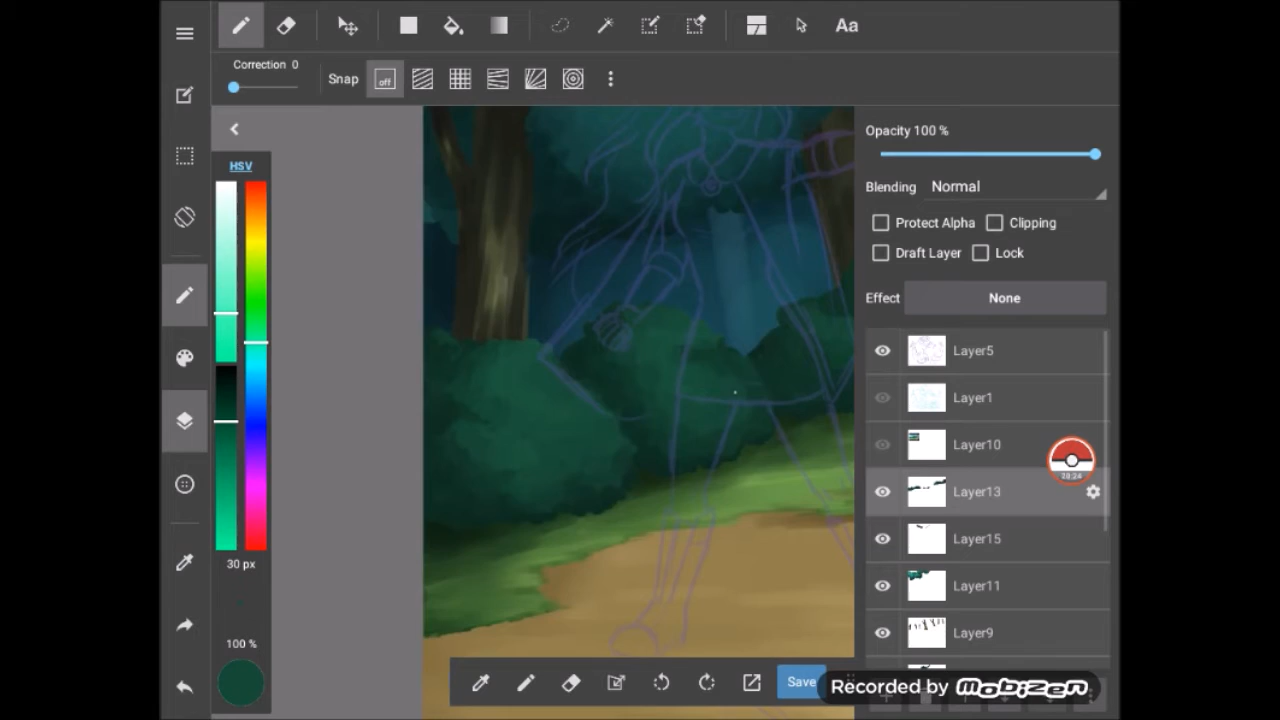 Aa
Correction 0
Snap
off
HSV
Opacity 100 %
Blending Normal
Protect Alpha Clipping
Draft Layer Lock
Effect None
Layer5
Layer1
Layer10
Layer13
Layer15
Layer11
Layer9
30 px
100 %
Save
Recorded by Mobizen